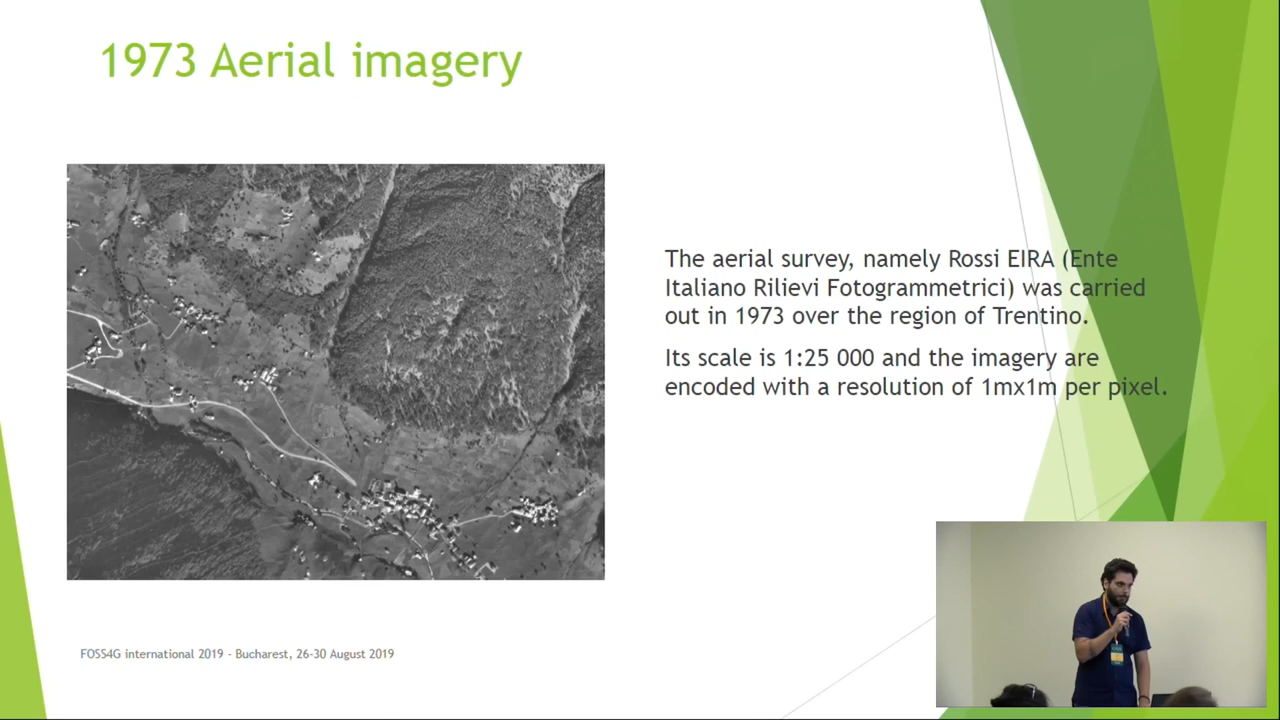 1973 Aerial imagery
The aerial survey, namely Rossi EIRA (Ente
Italiano Rilievi Fotogrammetrici) was carried
out in 1973 over the region of Trentino.
Its scale is 1:25 000 and the imagery are
encoded with a resolution of 1mx1m per pixel.
FOSS4G international 2019 - Bucharest, 26-30 August 2019